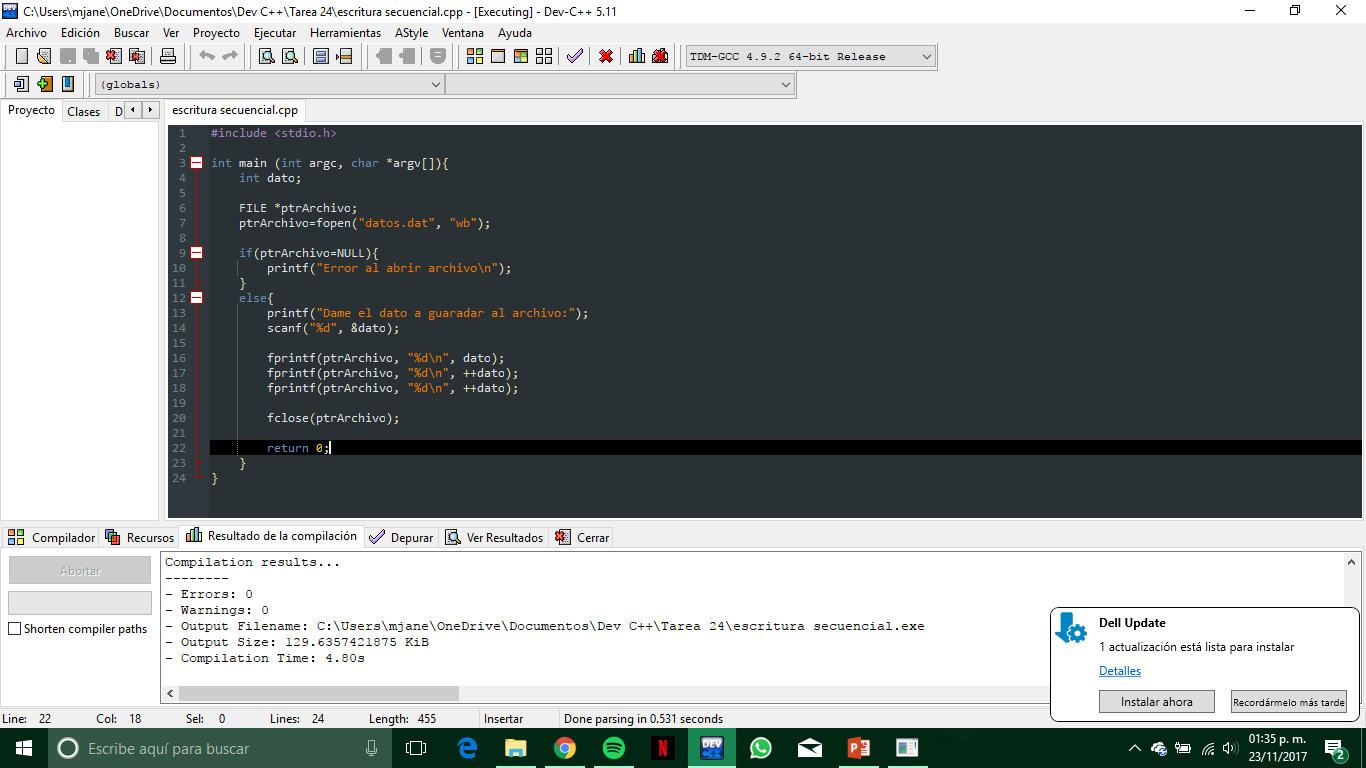 C:\Users\mjane\OneDrive\Documentos\Dev C++\Tarea 24\escritura secuencial.cpp - [Executing] - Dev-C++ 5.11
Archivo Edición Buscar Ver Proyecto Ejecutar Herramientas AStyle Ventana Ayuda
TDM-GCC 4.9.2 64-bit Release
(globals)
Proyecto Clases D
escritura secuencial.cpp
1 #include <stdio.h>
2
3 int main (int argc, char *argv[]){
4 int dato;
5
6 FILE *ptrArchivo;
7 ptrArchivo=fopen("datos.dat", "wb");
8
9 if(ptrArchivo=NULL){
10 printf("Error al abrir archivo\n");
11 }
12 else{
13 printf("Dame el dato a guaradar al archivo:");
14 scanf("%d", &dato);
15
16 fprintf(ptrArchivo, "%d\n", dato);
17 fprintf(ptrArchivo, "%d\n", ++dato);
18 fprintf(ptrArchivo, "%d\n", ++dato);
19
20 fclose(ptrArchivo);
21
22 return 0;
23 }
24 }
Compilador Recursos Resultado de la compilación Depurar Ver Resultados Cerrar
Abortar
Shorten compiler paths
Compilation results...
--------
- Errors: 0
- Warnings: 0
- Output Filename: C:\Users\mjane\OneDrive\Documentos\Dev C++\Tarea 24\escritura secuencial.exe
- Output Size: 129.6357421875 KiB
- Compilation Time: 4.80s
Dell Update
1 actualización está lista para instalar
Detalles
Instalar ahora Recordármelo más tarde
Line: 22 Col: 18 Sel: 0 Lines: 24 Length: 455 Insertar Done parsing in 0.531 seconds
Escribe aquí para buscar
DEV
01:35 p. m.
23/11/2017
2